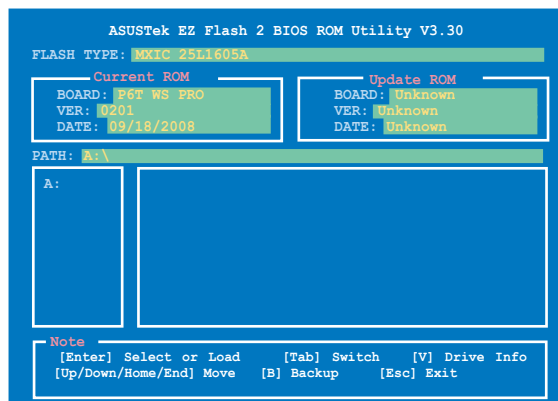 ASUSTek EZ Flash 2 BIOS ROM Utility V3.30
FLASH TYPE: MXIC 25L1605A
Current ROM
BOARD: P6T WS PRO
VER: 0201
DATE: 09/18/2008
Update ROM
BOARD: Unknown
VER: Unknown
DATE: Unknown
PATH: A:\
A:
Note
[Enter] Select or Load [Tab] Switch [V] Drive Info
[Up/Down/Home/End] Move [B] Backup [Esc] Exit